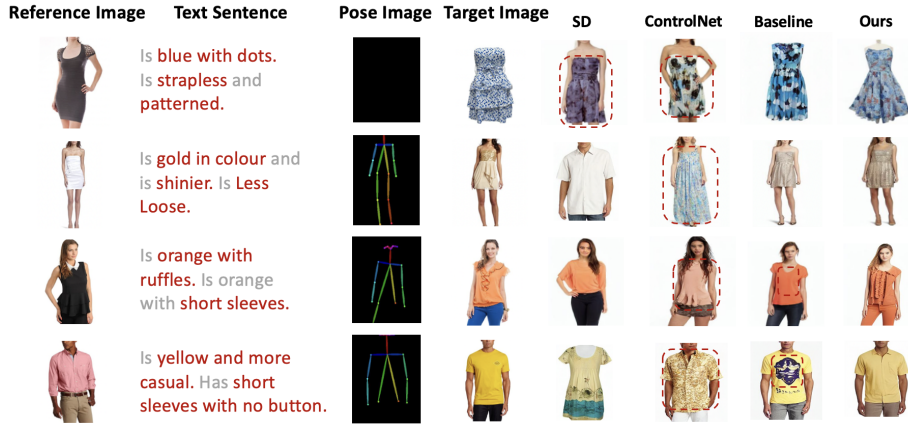 Reference Image Text Sentence Pose Image Target Image SD ControlNet Baseline Ours
Is blue with dots.
Is strapless and
patterned.
Is gold in colour and
is shinier. Is Less
Loose.
Is orange with
ruffles. Is orange
with short sleeves.
Is yellow and more
casual. Has short
sleeves with no button.